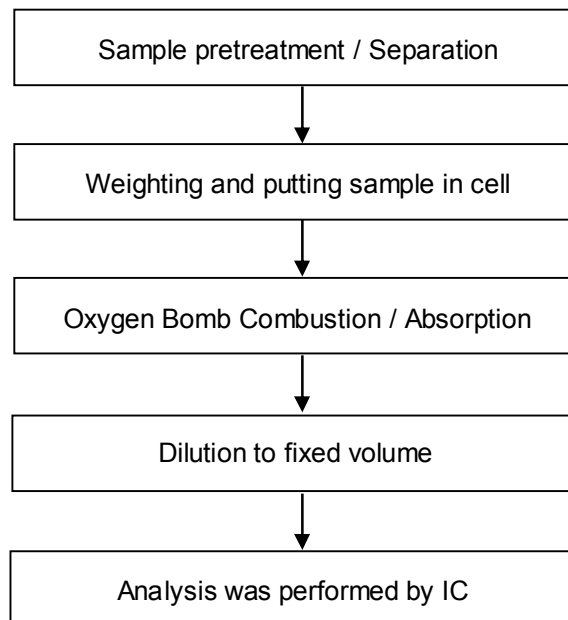 Sample pretreatment / Separation
Weighting and putting sample in cell
Oxygen Bomb Combustion / Absorption
Dilution to fixed volume
Analysis was performed by IC